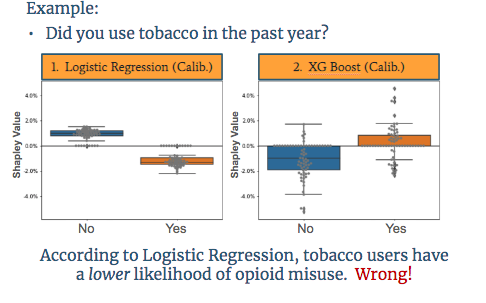 Example:
• Did you use tobacco in the past year?
1. Logistic Regression (Calib.)
2. XG Boost (Calib.)
Shapley Value
4.0%
2.0%
0.0%
-2.0%
-4.0%
No
Yes
Shapley Value
4.0%
2.0%
0.0%
-2.0%
-4.0%
No
Yes
According to Logistic Regression, tobacco users have
a lower likelihood of opioid misuse. Wrong!